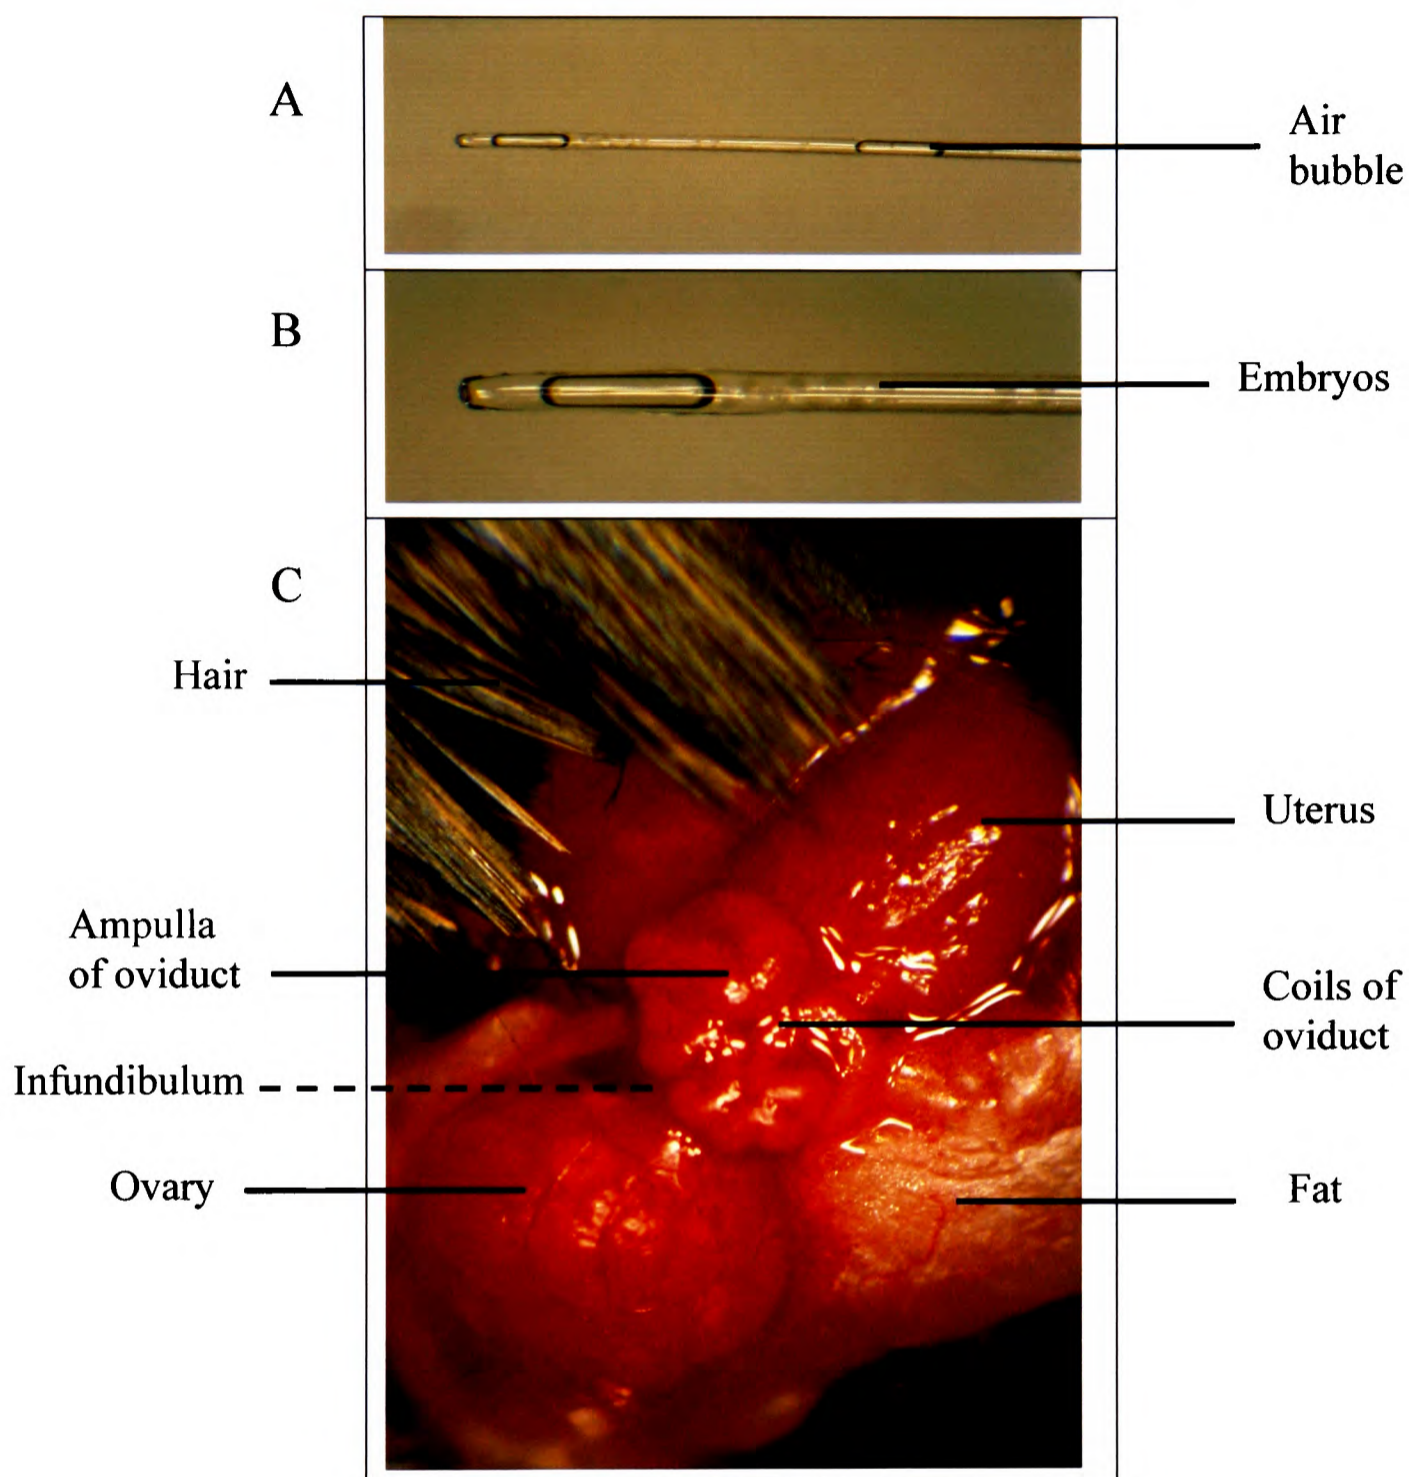 A
Air
bubble
B
Embryos
C
Hair
Uterus
Ampulla
of oviduct
Coils of
oviduct
Infundibulum
Ovary
Fat